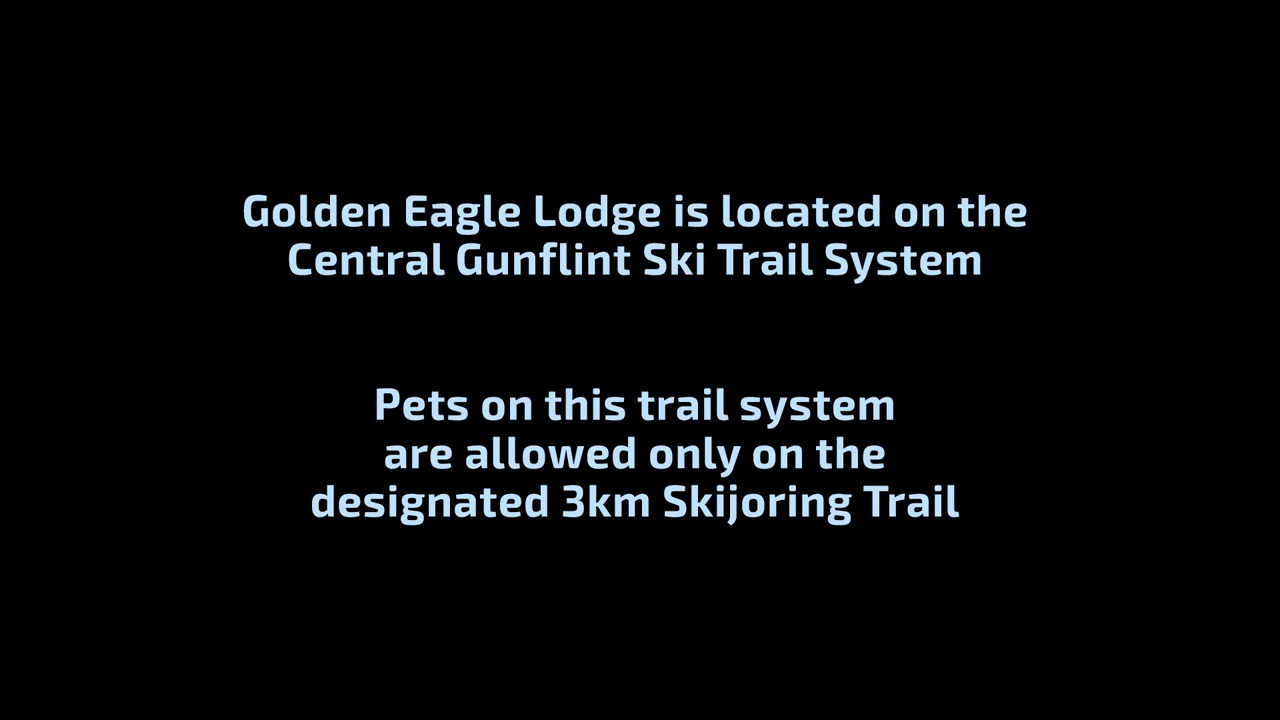 Golden Eagle Lodge is located on the
Central Gunflint Ski Trail System
Pets on this trail system
are allowed only on the
designated 3km Skijoring Trail